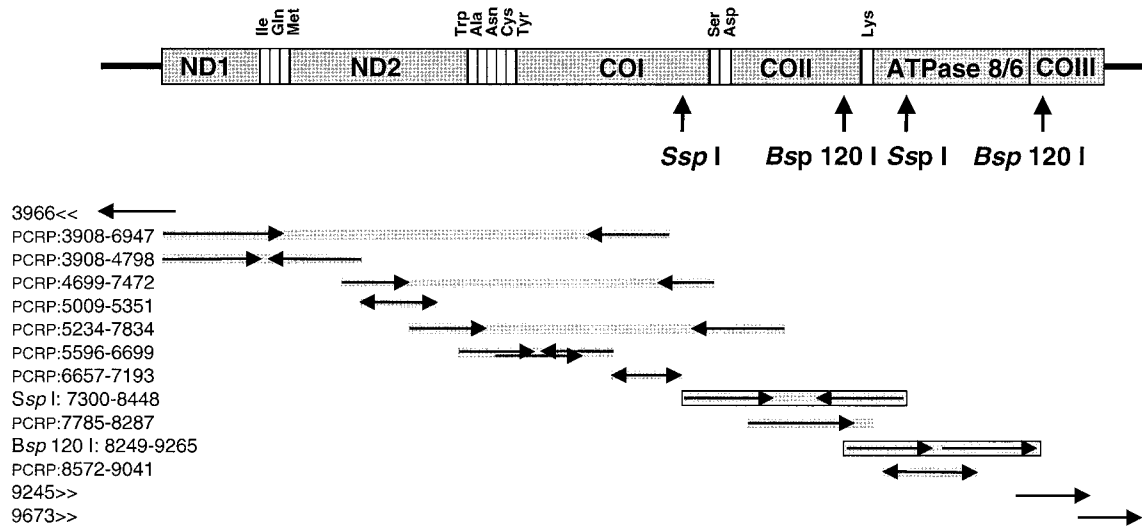 Ile Gln Met Trp Ala Asn Cys Tyr Ser Asp Lys
ND1 ND2 COI COII ATPase 8/6 COIII
Ssp I Bsp 120 I Ssp I Bsp 120 I
3966<<
PCRP:3908-6947
PCRP:3908-4798
PCRP:4699-7472
PCRP:5009-5351
PCRP:5234-7834
PCRP:5596-6699
PCRP:6657-7193
Ssp I: 7300-8448
PCRP:7785-8287
Bsp 120 I: 8249-9265
PCRP:8572-9041
9245>>
9673>>